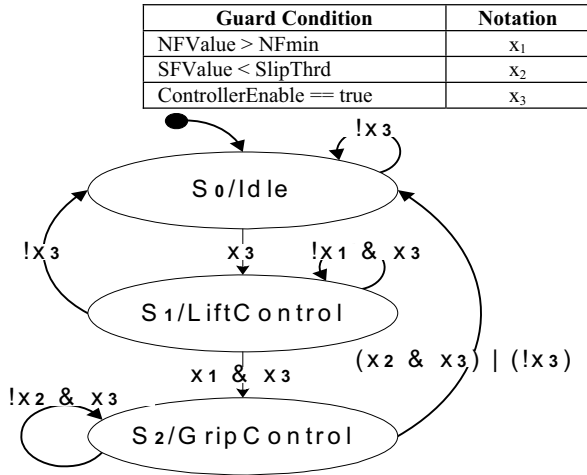 Guard Condition Notation
NFValue > NFmin x₁
SFValue < SlipThrd x₂
ControllerEnable == true x₃
!x₃
S₀/Idle
!x₃
x₃
!x₁ & x₃
S₁/LiftControl
(x₂ & x₃) | (!x₃)
x₁ & x₃
!x₂ & x₃
S₂/GripControl